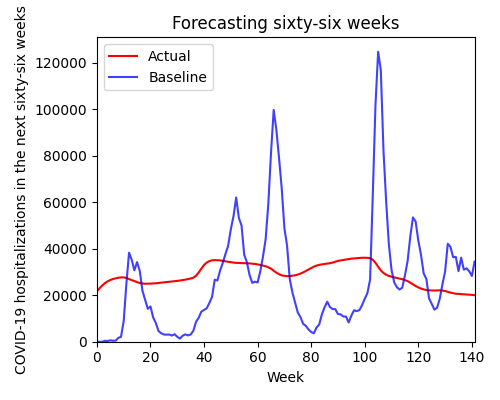 Forecasting sixty-six weeks
Actual
Baseline
COVID-19 hospitalizations in the next sixty-six weeks
120000
100000
80000
60000
40000
20000
0
0 20 40 60 80 100 120 140
Week